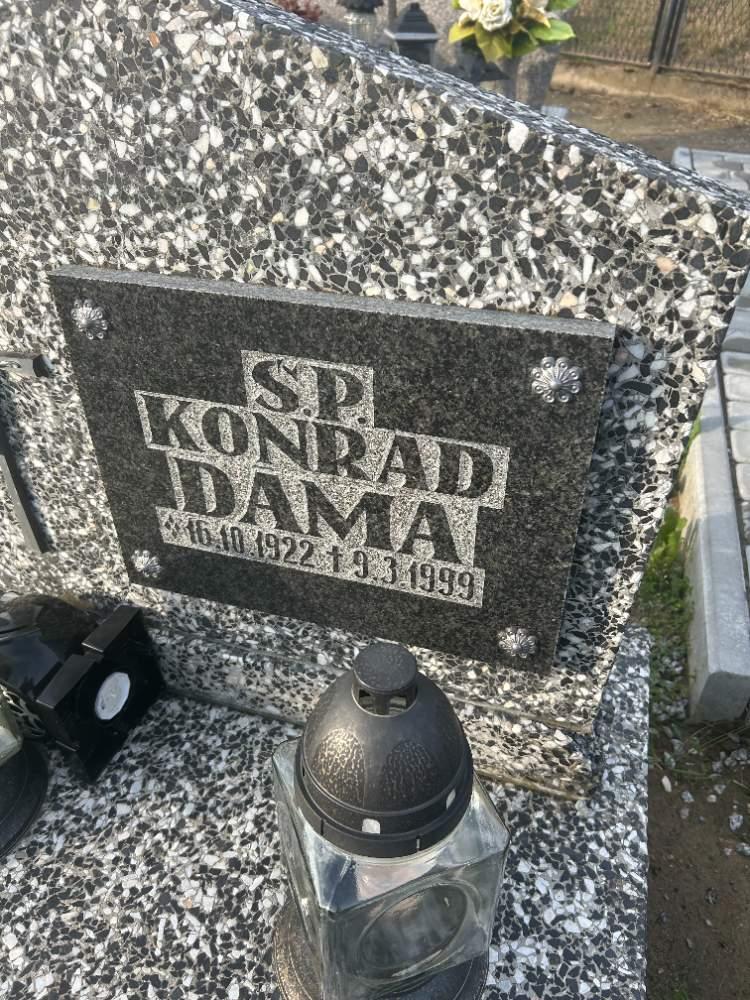 Ś.P.
KONRAD
DAMA
* 16.10.1922 † 9.3.1999